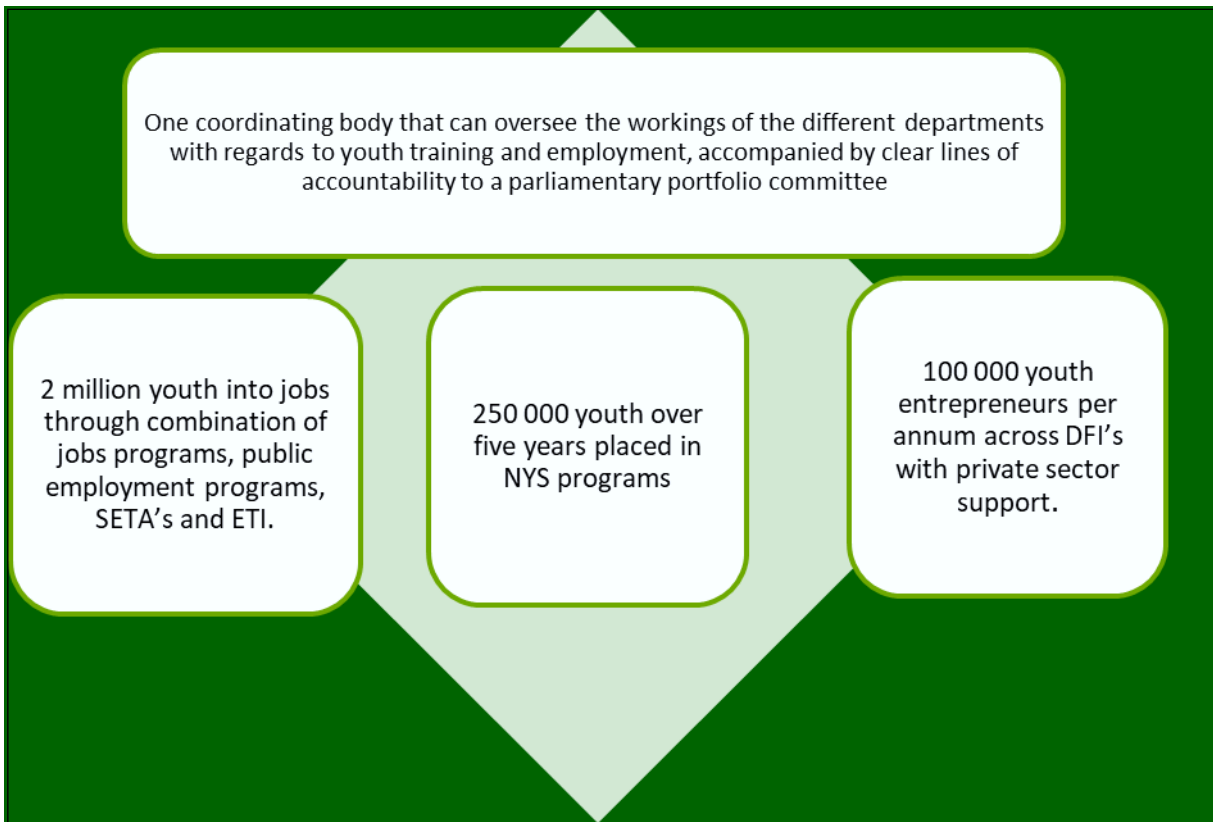 One coordinating body that can oversee the workings of the different departments
with regards to youth training and employment, accompanied by clear lines of
accountability to a parliamentary portfolio committee
2 million youth into jobs
through combination of
jobs programs, public
employment programs,
SETA’s and ETI.
250 000 youth over
five years placed in
NYS programs
100 000 youth
entrepreneurs per
annum across DFI’s
with private sector
support.